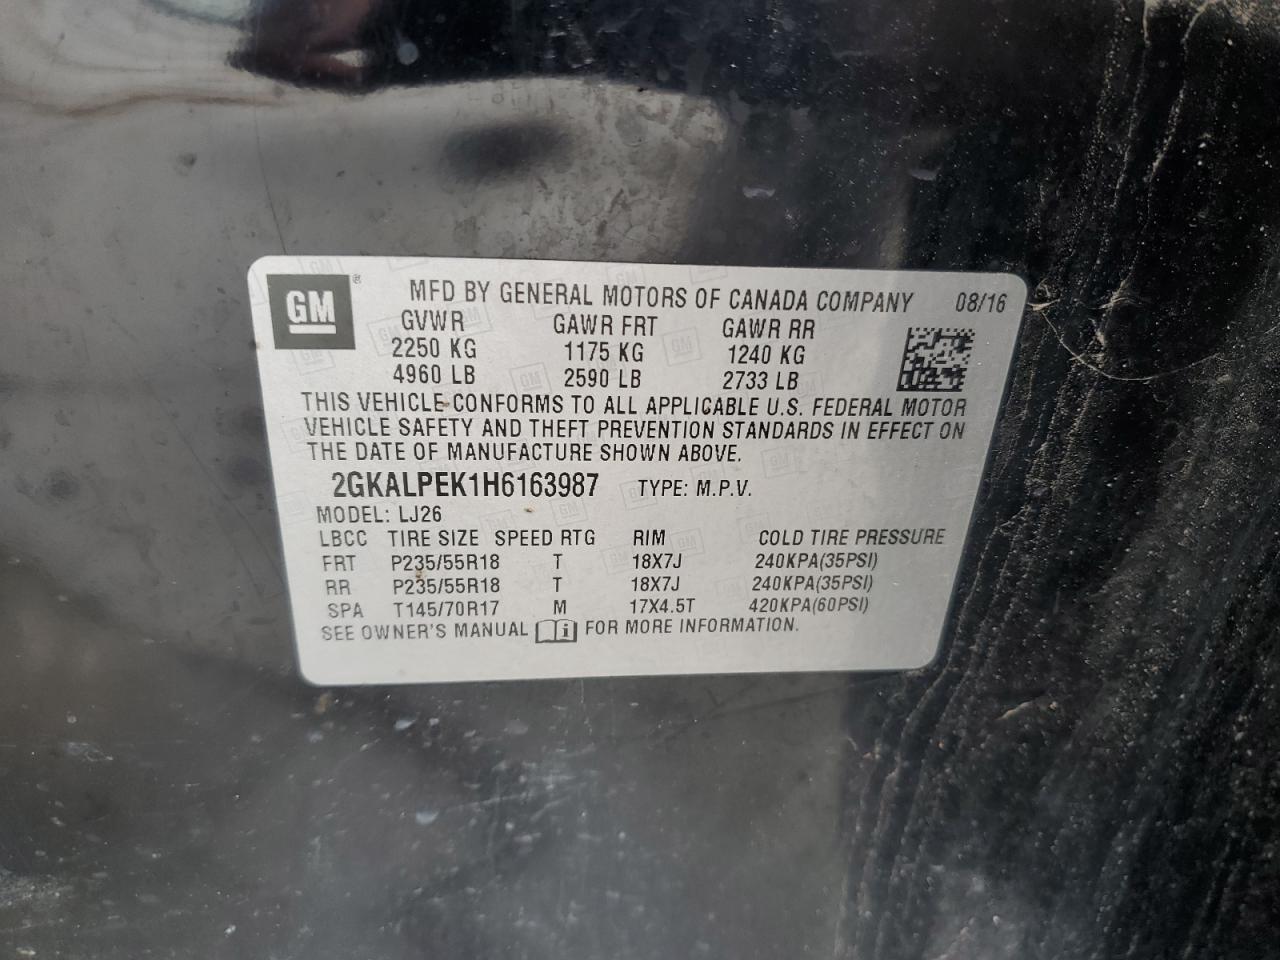 GM ® MFD BY GENERAL MOTORS OF CANADA COMPANY 08/16
GVWR GAWR FRT GAWR RR
2250 KG 1175 KG 1240 KG
4960 LB 2590 LB 2733 LB
THIS VEHICLE CONFORMS TO ALL APPLICABLE U.S. FEDERAL MOTOR
VEHICLE SAFETY AND THEFT PREVENTION STANDARDS IN EFFECT ON
THE DATE OF MANUFACTURE SHOWN ABOVE.
2GKALPEK1H6163987 TYPE: M.P.V.
MODEL: LJ26
LBCC TIRE SIZE SPEED RTG RIM COLD TIRE PRESSURE
FRT P235/55R18 T 18X7J 240KPA(35PSI)
RR P235/55R18 T 18X7J 240KPA(35PSI)
SPA T145/70R17 M 17X4.5T 420KPA(60PSI)
SEE OWNER'S MANUAL i FOR MORE INFORMATION.